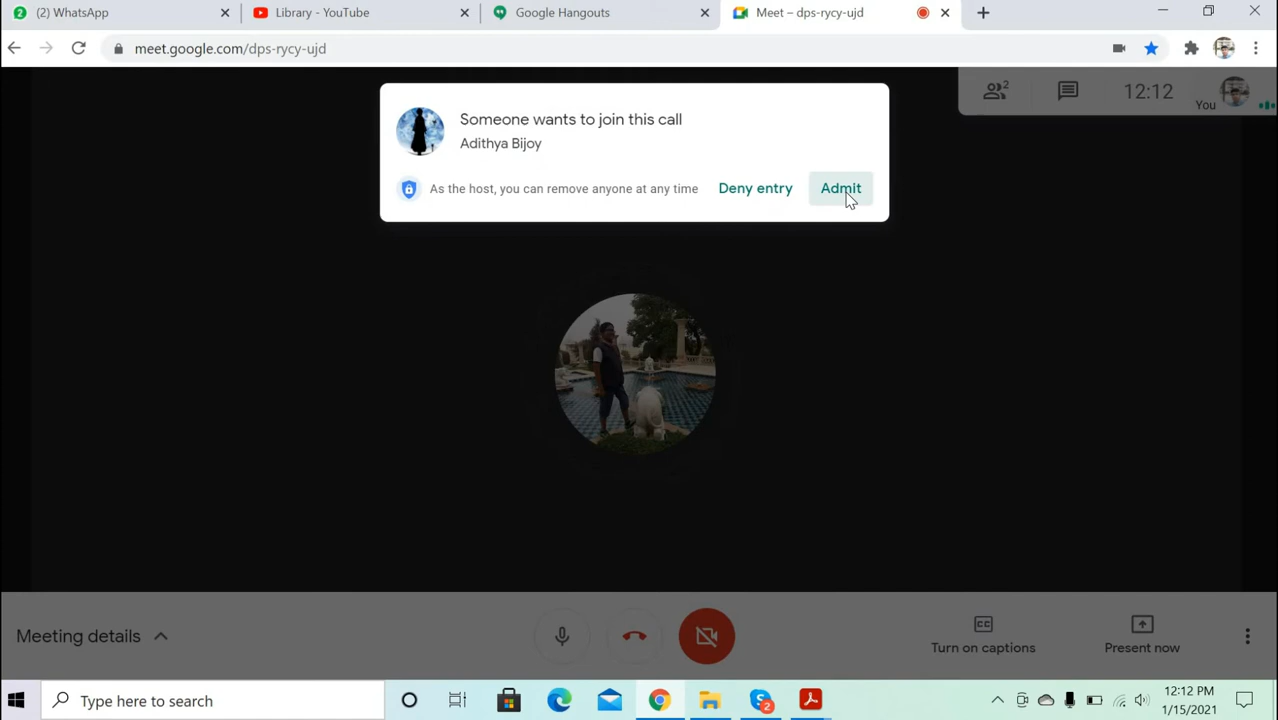 2 (2) WhatsApp Library - YouTube Google Hangouts Meet – dps-rycy-ujd
meet.google.com/dps-rycy-ujd
Someone wants to join this call
Adithya Bijoy
As the host, you can remove anyone at any time Deny entry Admit
2 12:12 You
Meeting details
CC
Turn on captions Present now
Type here to search
2
12:12 PM
1/15/2021